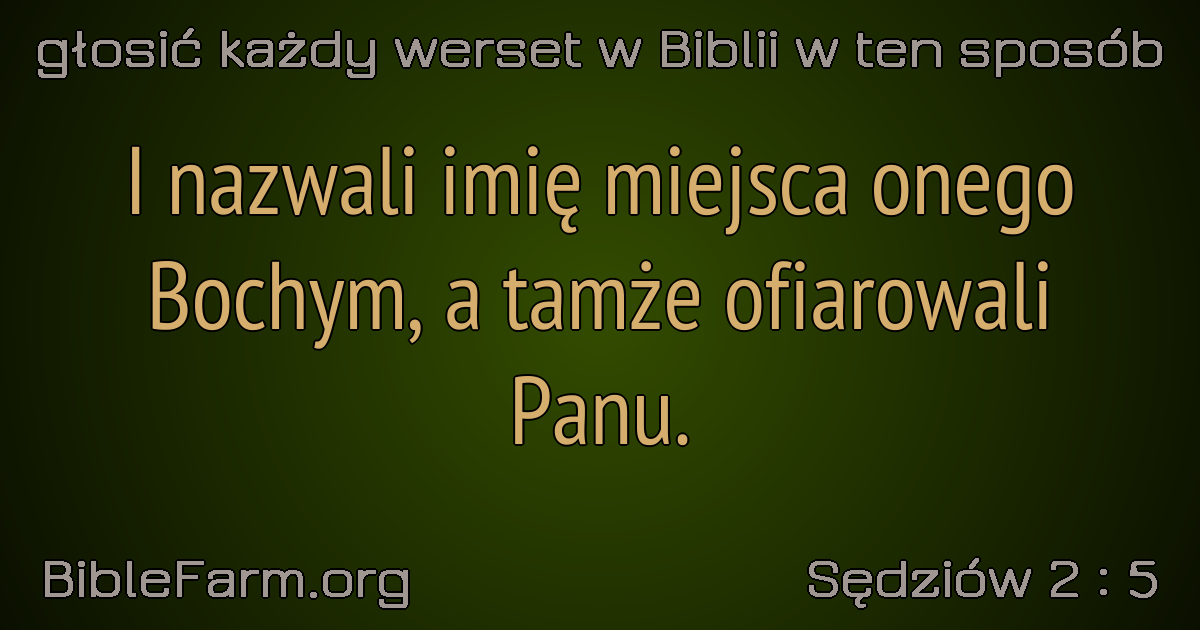 głosić każdy werset w Biblii w ten sposób
I nazwali imię miejsca onego
Bochym, a tamże ofiarowali
Panu.
BibleFarm.org
Sędziów 2 : 5